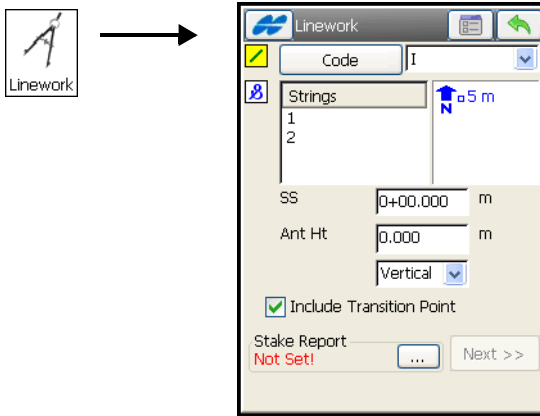 Linework
Linework
Code
I
Strings
1
2
5 m
N
SS
0+00.000
m
Ant Ht
0.000
m
Vertical
Include Transition Point
Stake Report
Not Set!
...
Next >>